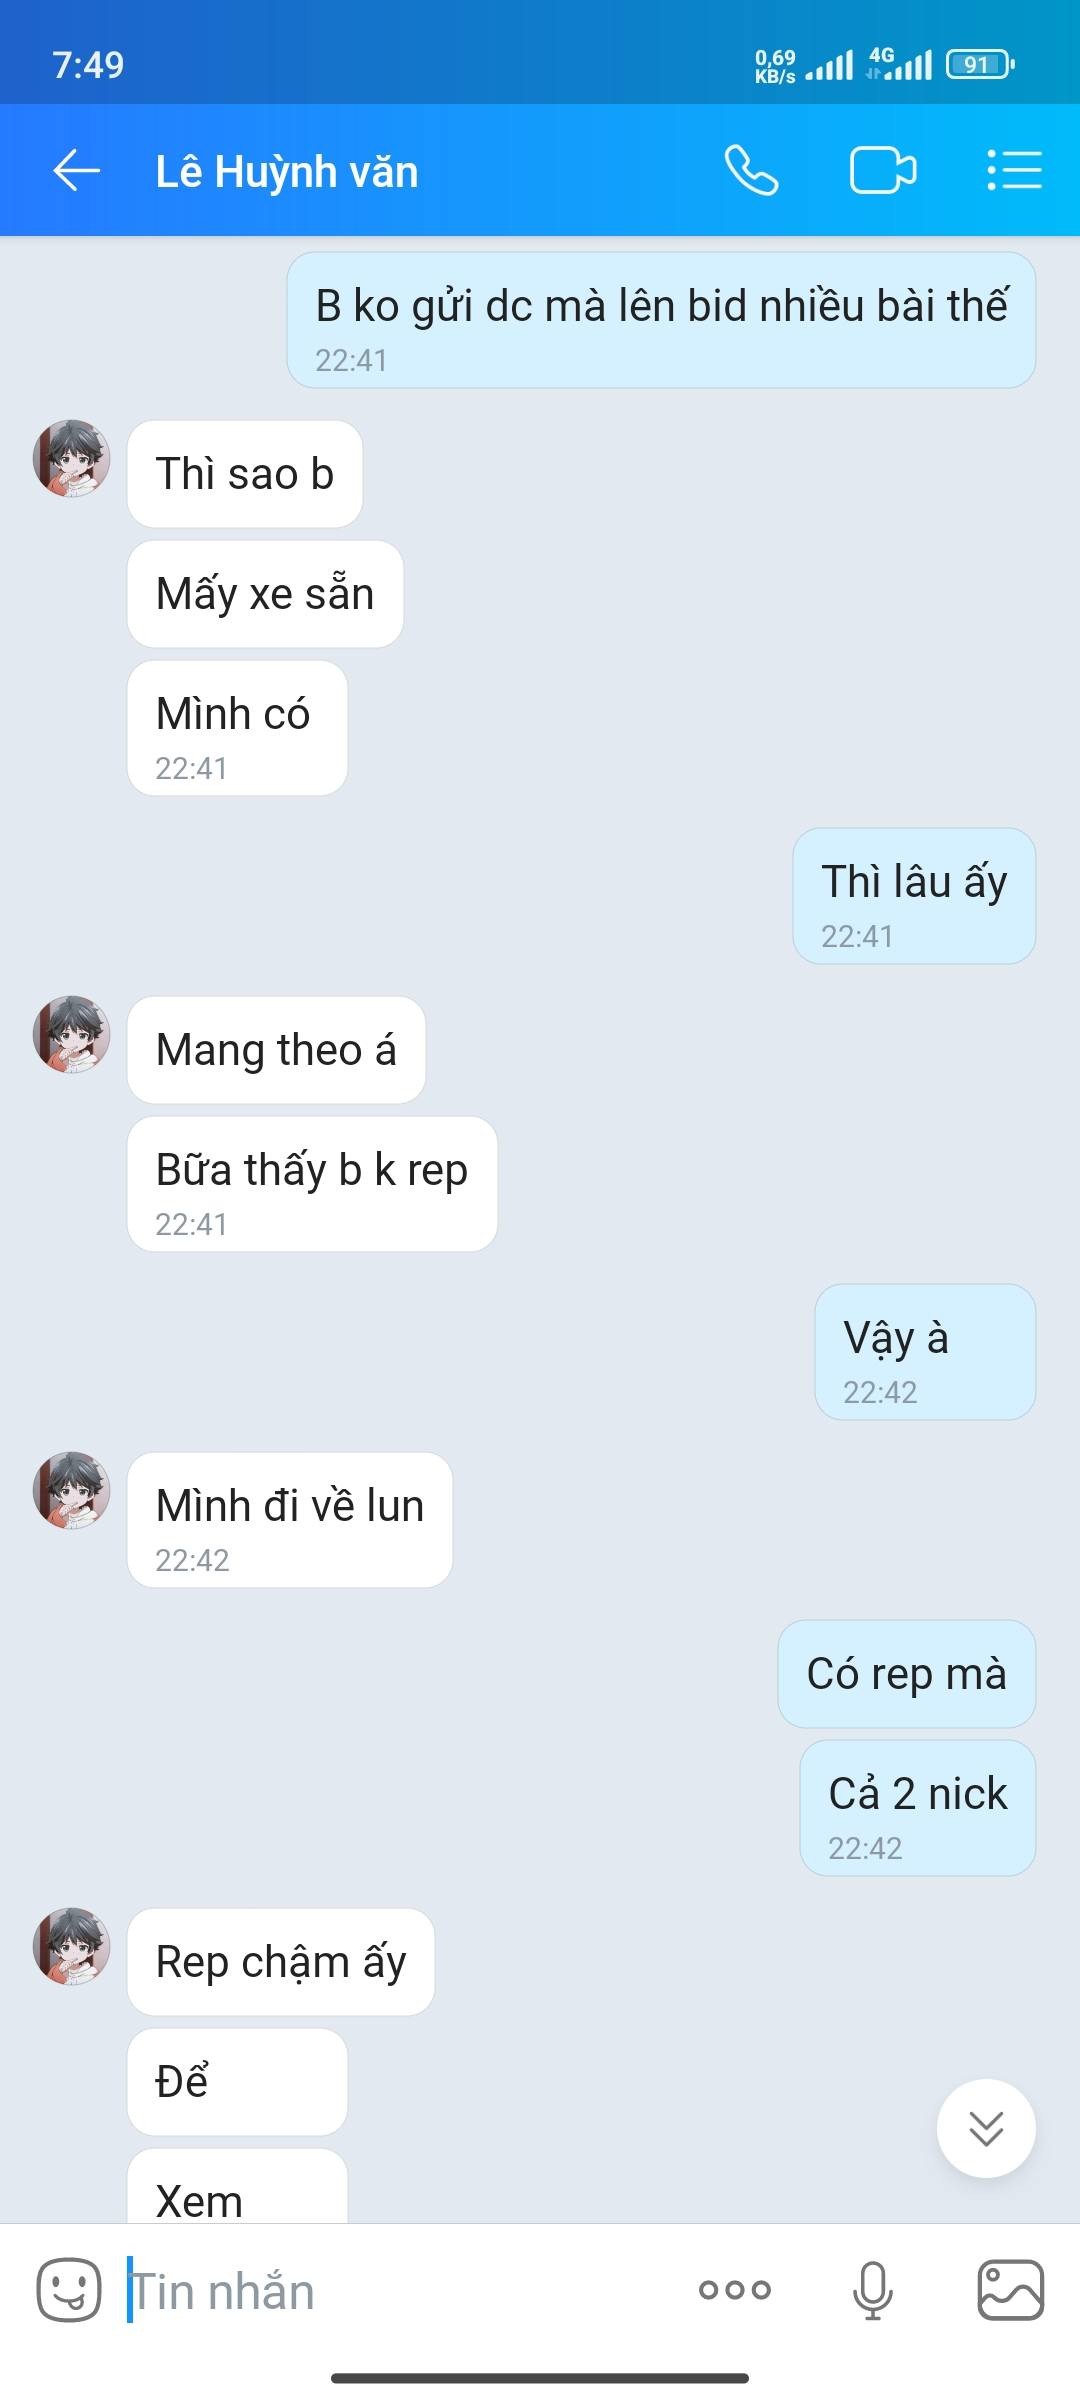 7:49
0,69
KB/s
4G
91
Lê Huỳnh văn
B ko gửi dc mà lên bid nhiều bài thế
22:41
Thì sao b
Mấy xe sẵn
Mình có
22:41
Thì lâu ấy
22:41
Mang theo á
Bữa thấy b k rep
22:41
Vậy à
22:42
Mình đi về lun
22:42
Có rep mà
Cả 2 nick
22:42
Rep chậm ấy
Để
Xem
Tin nhắn